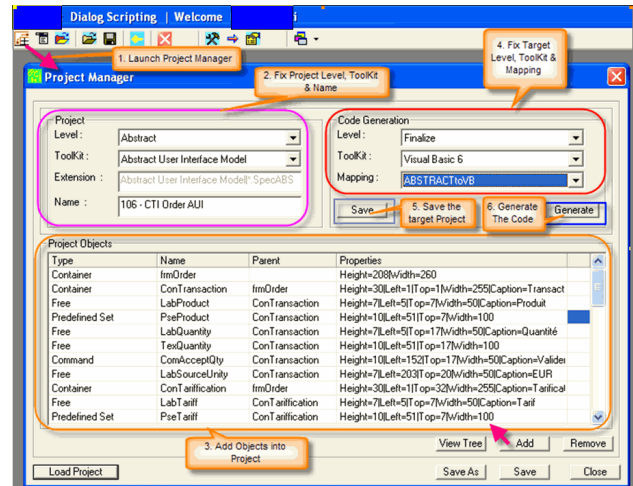 Dialog Scripting | Welcome
1. Launch Project Manager
4. Fix Target
Level, ToolKit &
Mapping
Project Manager
2. Fix Project Level, ToolKit
& Name
Project
Level :
Abstract
ToolKit :
Abstract User Interface Model
Extension :
Abstract User Interface Model|*.SpecABS
Name :
106 - CTI Order AUI
Code Generation
Level :
Finalize
ToolKit :
Visual Basic 6
Mapping :
ABSTRACTtoVB
Save
5. Save the
target Project
6. Generate
The Code
Generate
Project Objects
Type Name Parent Properties
Container frmOrder Height=208|Width=260
Container ConTransaction frmOrder Height=30|Left=1|Top=1|Width=255|Caption=Transact
Free LabProduct ConTransaction Height=7|Left=5|Top=7|Width=50|Caption=Produit
Predefined Set PseProduct ConTransaction Height=10|Left=51|Top=7|Width=100
Free LabQuantity ConTransaction Height=7|Left=5|Top=17|Width=50|Caption=Quantité
Free TexQuantity ConTransaction Height=10|Left=51|Top=17|Width=100
Command ComAcceptQty ConTransaction Height=10|Left=152|Top=17|Width=50|Caption=Valider
Free LabSourceUnity ConTransaction Height=7|Left=203|Top=20|Width=50|Caption=EUR
Container ConTariffication frmOrder Height=30|Left=1|Top=32|Width=255|Caption=Tarificat
Free LabTariff ConTariffication Height=7|Left=5|Top=7|Width=50|Caption=Tarif
Predefined Set PseTariff ConTariffication Height=10|Left=51|Top=7|Width=100
3. Add Objects into
Project
View Tree Add Remove
Load Project Save As Save Close